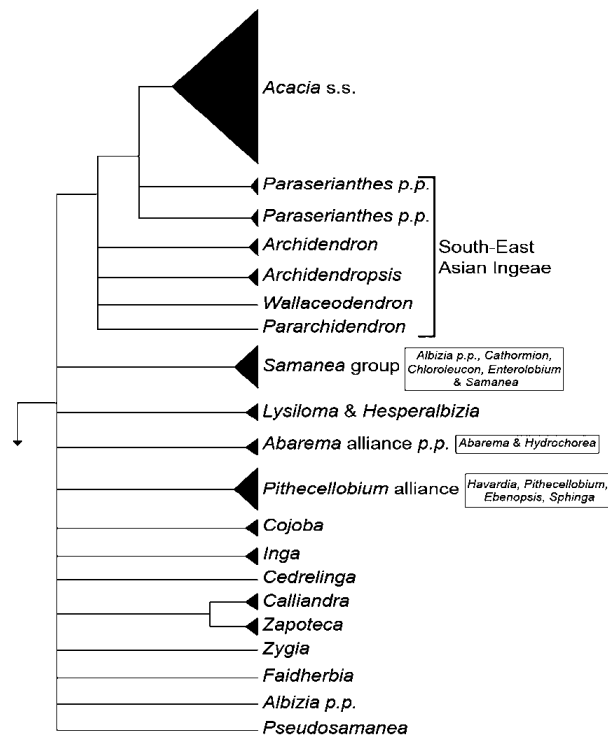 Acacia s.s.
Paraserianthes p.p.
Paraserianthes p.p.
Archidendron
Archidendropsis
Wallaceodendron
Pararchidendron
South-East
Asian Ingeae
Samanea group
Albizia p.p., Cathormion,
Chloroleucon, Enterolobium
& Samanea
Lysiloma & Hesperalbizia
Abarema alliance p.p.
Abarema & Hydrochorea
Pithecellobium alliance
Havardia, Pithecellobium,
Ebenopsis, Sphinga
Cojoba
Inga
Cedrelinga
Calliandra
Zapoteca
Zygia
Faidherbia
Albizia p.p.
Pseudosamanea